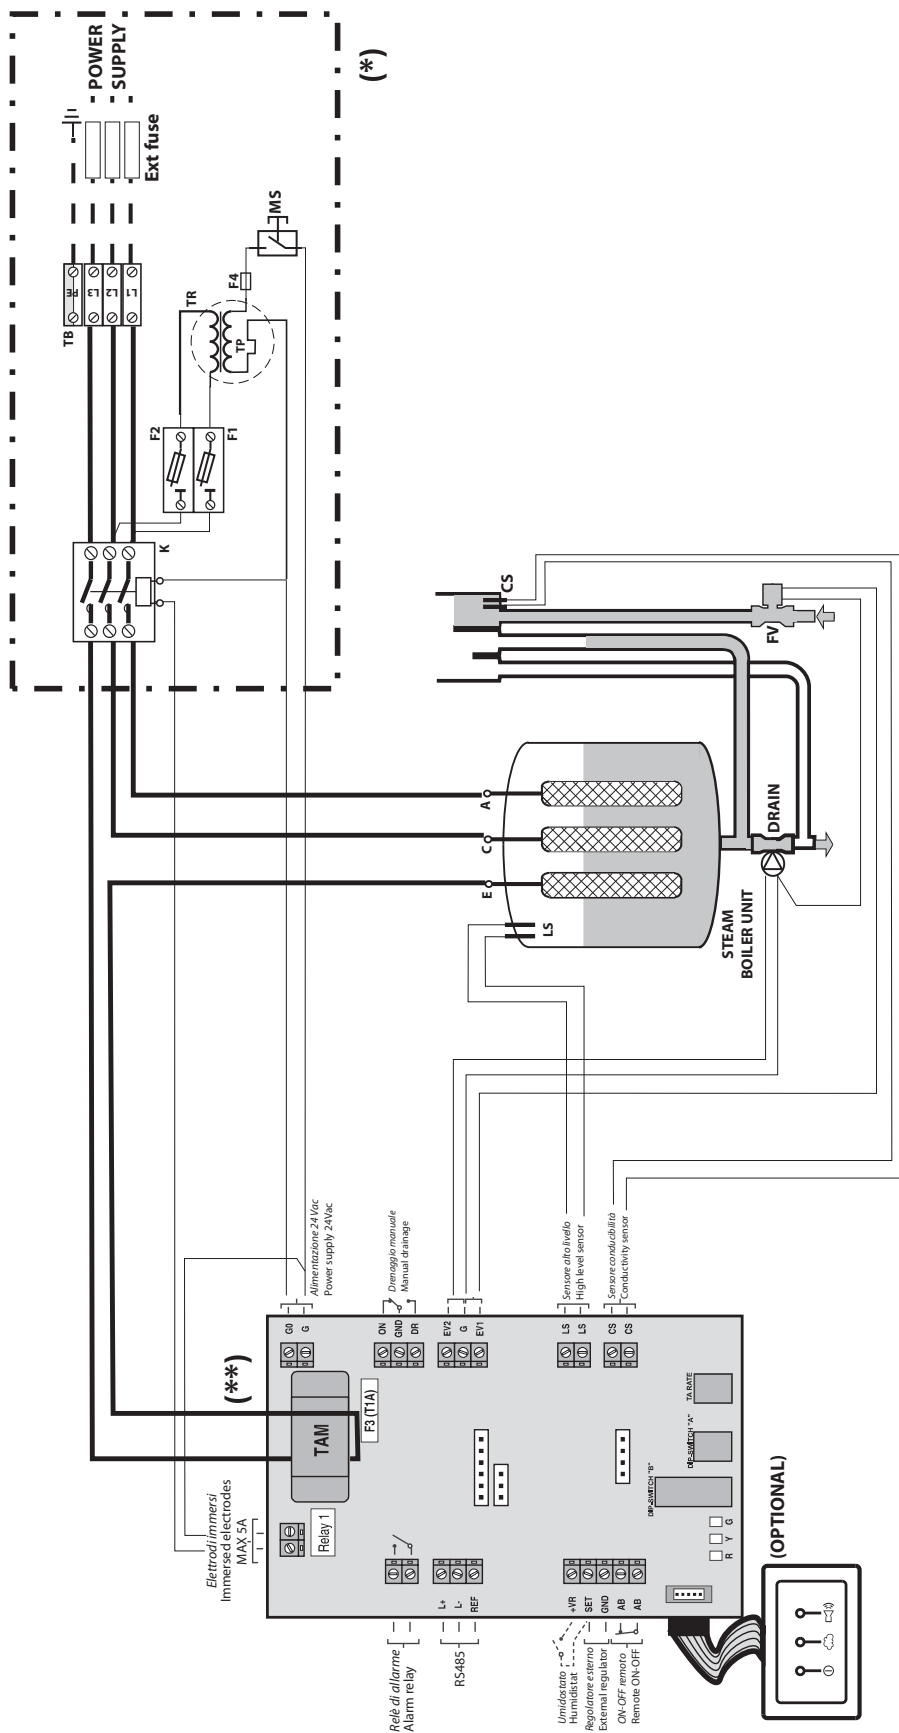 POWER
SUPPLY
(*)
Ext fuse
MS
F4
TR
TP
TB
PE
L3
L2
L1
F2
F1
K
CS
FV
A
C
E
LS
DRAIN
STEAM
BOILER UNIT
Alimentazione 24 Vac
Power supply 24Vac
Drenaggio manuale
Manual drainage
Sensore alto livello
High level sensor
Sensore conducibilità
Conductivity sensor
G0
G
ON
GND
DR
EV2
G
EV1
LS
LS
CS
CS
(**)
TAM
F3 (T1A)
TA RATE
DIP-SWITCH "A"
DIP-SWITCH "B"
Elettrodi immersi
Immersed electrodes
MAX 5A
Relay 1
R
Y
G
L+
L-
REF
+VR
SET
GND
AB
AB
Relè di allarme
Alarm relay
RS485
Umidostato
Humidistat
Regolatore esterno
External regulator
ON-OFF remoto
Remote ON-OFF
(OPTIONAL)